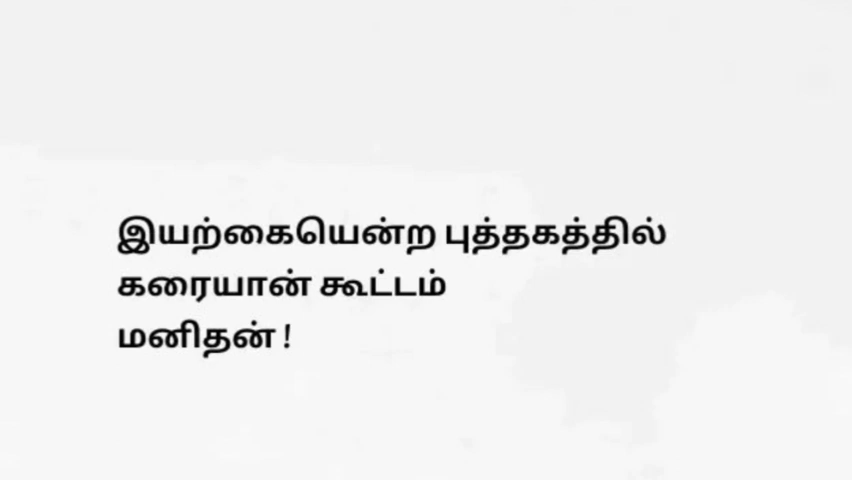 இயற்கையென்ற புத்தகத்தில்
கரையான் கூட்டம்
மனிதன் !